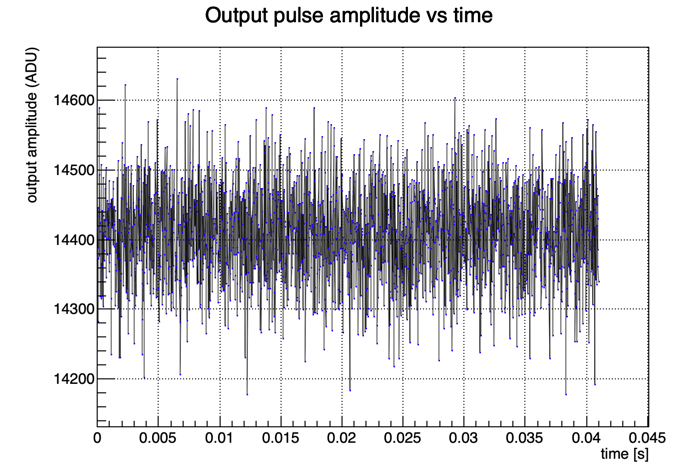 Output pulse amplitude vs time
output amplitude (ADU)
14600
14500
14400
14300
14200
0 0.005 0.01 0.015 0.02 0.025 0.03 0.035 0.04 0.045
time [s]